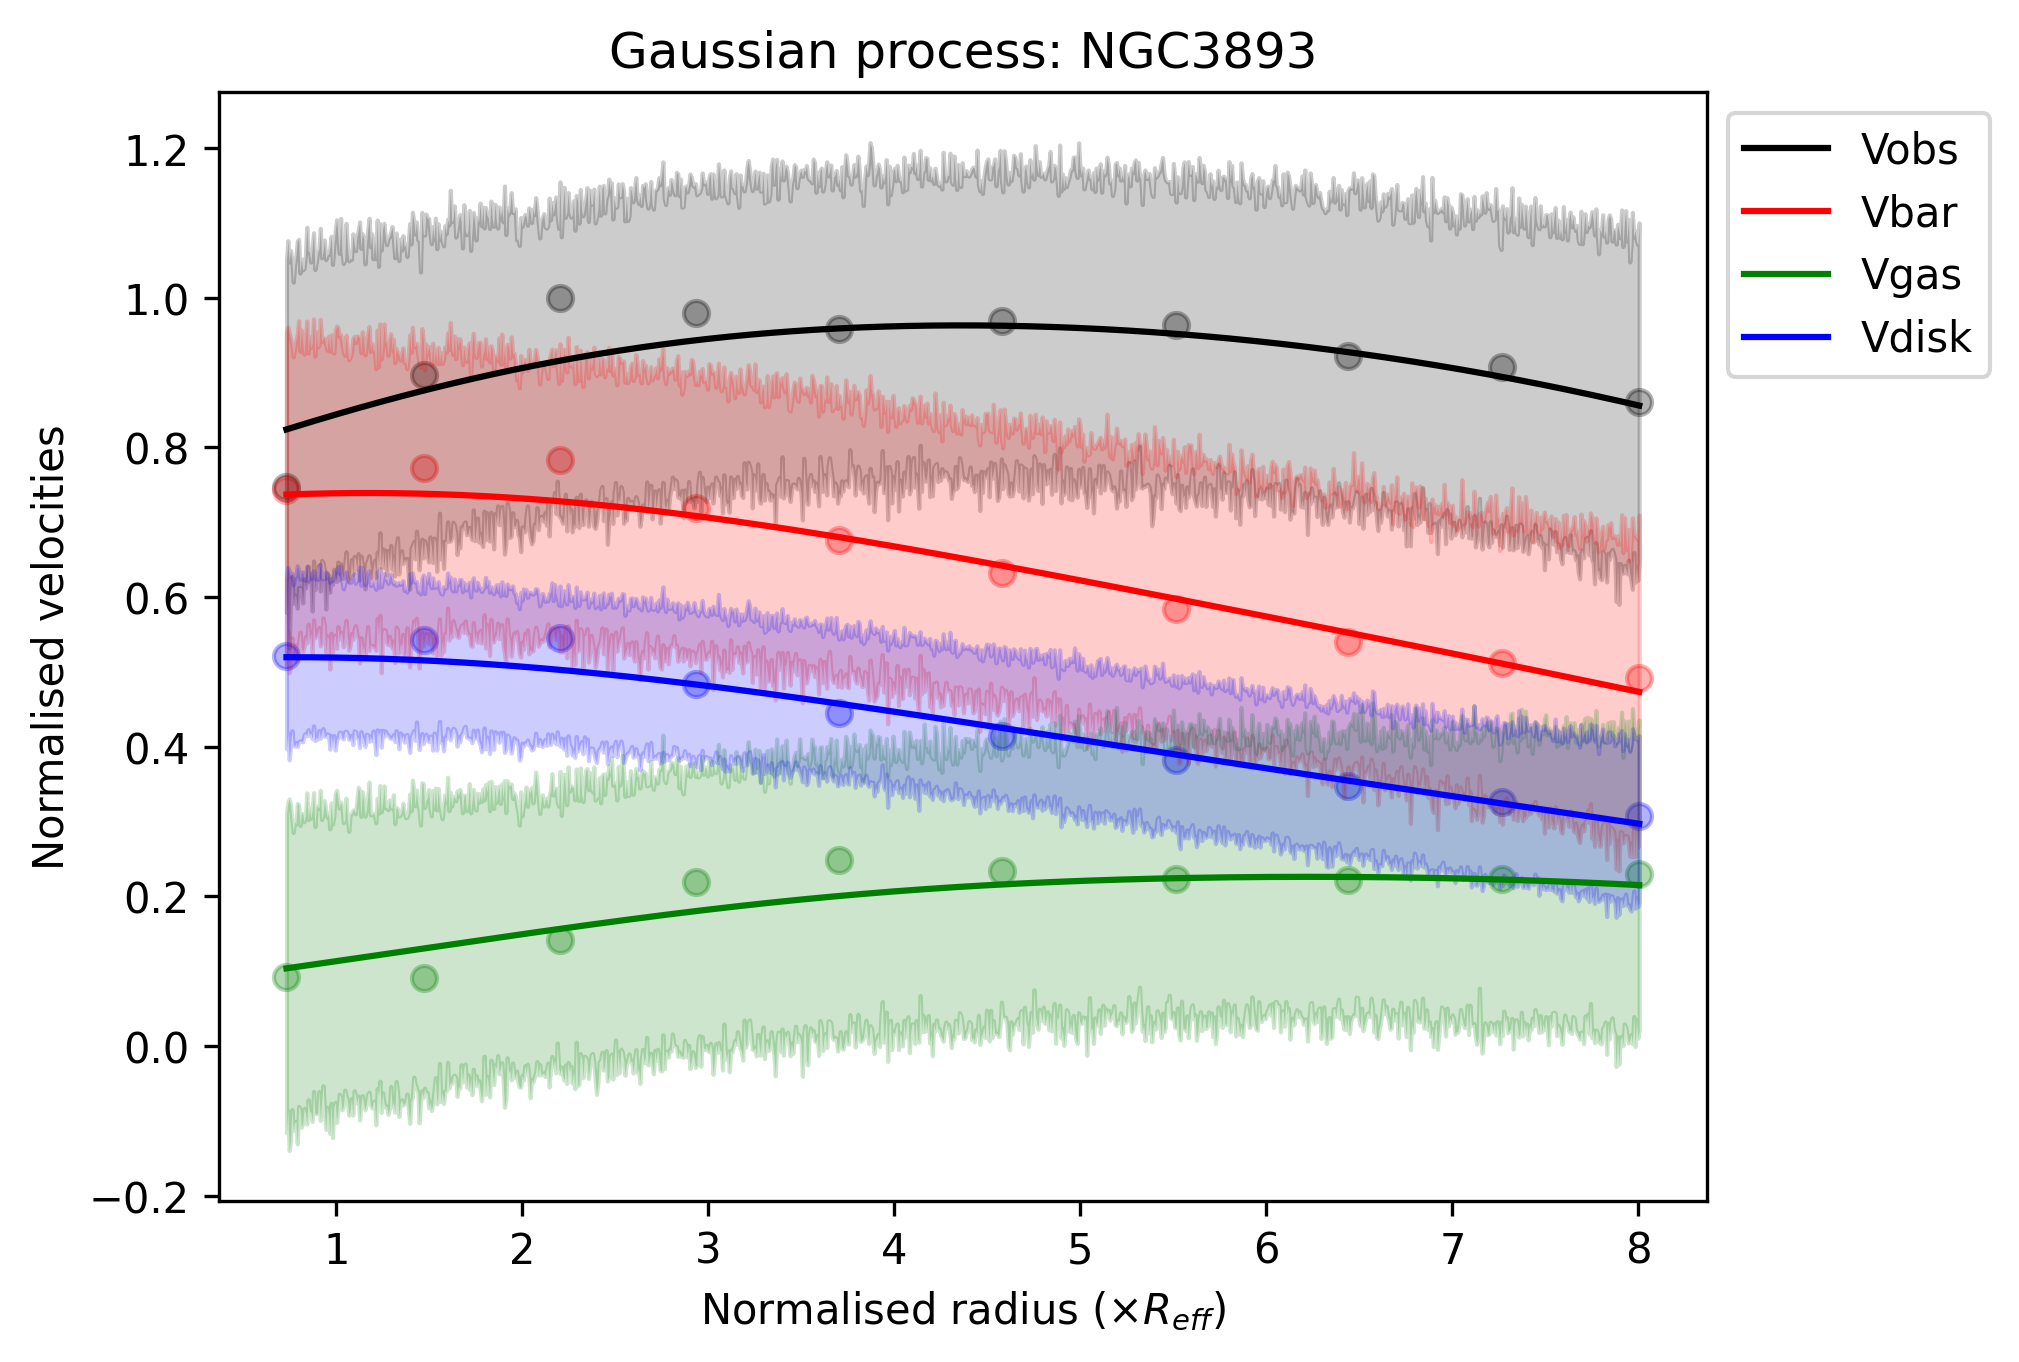 Gaussian process: NGC3893
Vobs
Vbar
Vgas
Vdisk
Normalised velocities
1.2
1.0
0.8
0.6
0.4
0.2
0.0
−0.2
1 2 3 4 5 6 7 8
Normalised radius (×R_eff)